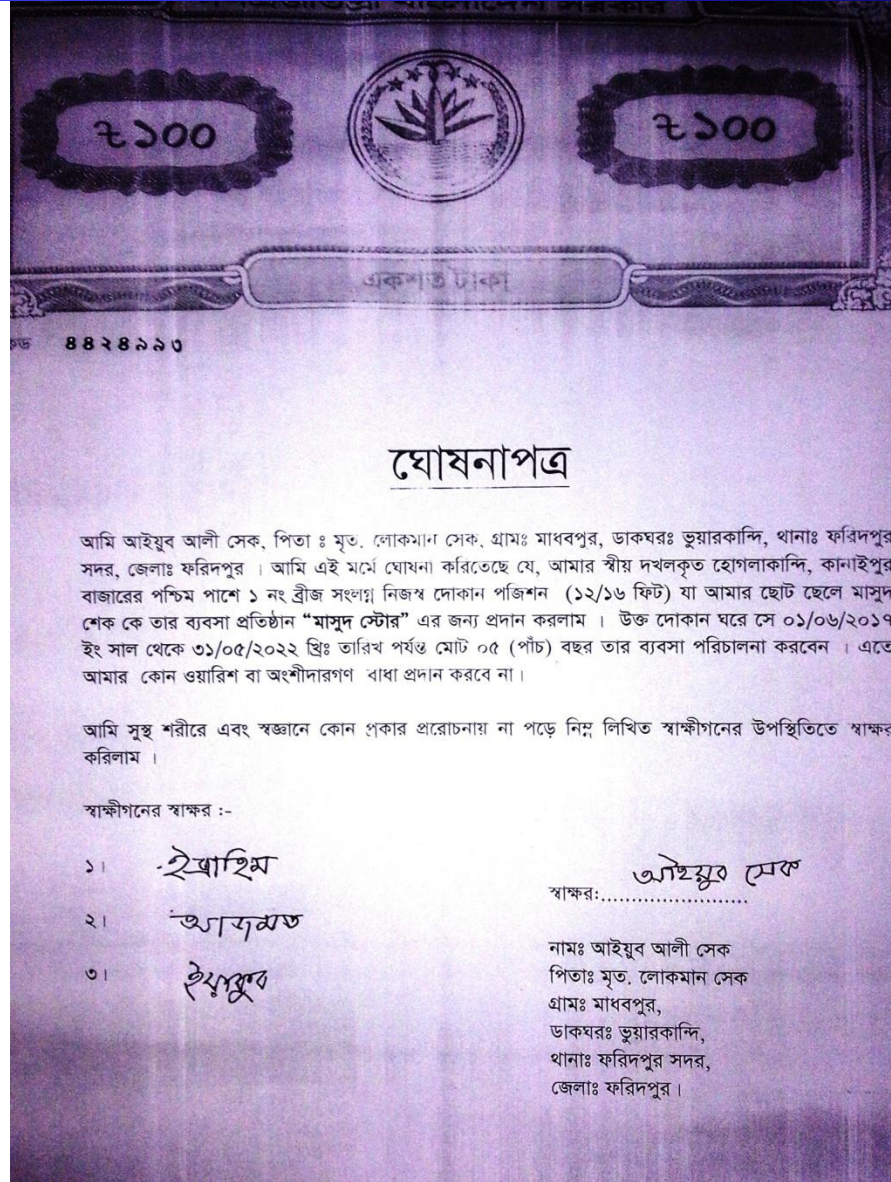 বাংলাদেশ সরকার
৳১০০
৳১০০
একশত টাকা
৪৪২৪৯৯৩
ঘোষনাপত্র
আমি আইয়ুব আলী সেক, পিতা ঃ মৃত. লোকমান সেক, গ্রামঃ মাধবপুর, ডাকঘরঃ ভুয়ারকান্দি, থানাঃ ফরিদপুর
সদর, জেলাঃ ফরিদপুর । আমি এই মর্মে ঘোষনা করিতেছে যে, আমার স্বীয় দখলকৃত হোগলাকান্দি, কানাইপুর
বাজারের পশ্চিম পাশে ১ নং ব্রীজ সংলগ্ন নিজস্ব দোকান পজিশন (১২/১৬ ফিট) যা আমার ছোট ছেলে মাসুদ
শেক কে তার ব্যবসা প্রতিষ্ঠান “মাসুদ স্টোর” এর জন্য প্রদান করলাম । উক্ত দোকান ঘরে সে ০১/০৬/২০১৭
ইং সাল থেকে ৩১/০৫/২০২২ খ্রিঃ তারিখ পর্যন্ত মোট ০৫ (পাঁচ) বছর তার ব্যবসা পরিচালনা করবেন । এতে
আমার কোন ওয়ারিশ বা অংশীদারগণ বাধা প্রদান করবে না।
আমি সুস্থ শরীরে এবং স্বজ্ঞানে কোন প্রকার প্ররোচনায় না পড়ে নিম্ন লিখিত স্বাক্ষীগনের উপস্থিতিতে স্বাক্ষর
করিলাম ।
স্বাক্ষীগনের স্বাক্ষর :-
১। ইব্রাহিম
২। আজমত
৩। ইয়াকুব
আইয়ুব সেক
স্বাক্ষর:........................
নামঃ আইয়ুব আলী সেক
পিতাঃ মৃত. লোকমান সেক
গ্রামঃ মাধবপুর,
ডাকঘরঃ ভুয়ারকান্দি,
থানাঃ ফরিদপুর সদর,
জেলাঃ ফরিদপুর ।